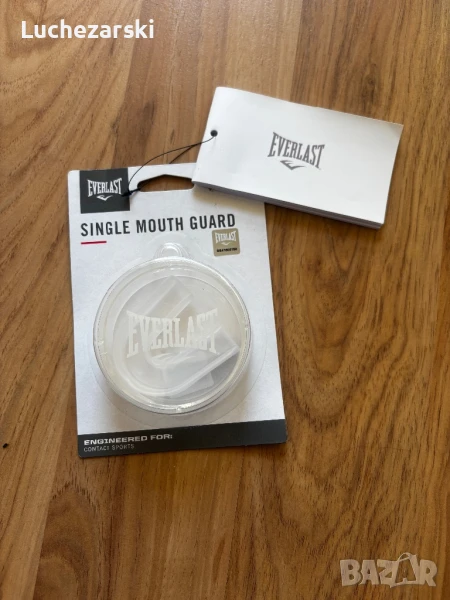 Luchezarski
EVERLAST
EVERLAST
SINGLE MOUTH GUARD
EVERLAST
EVERLAST
ENGINEERED FOR:
CONTACT SPORTS
BAZAR